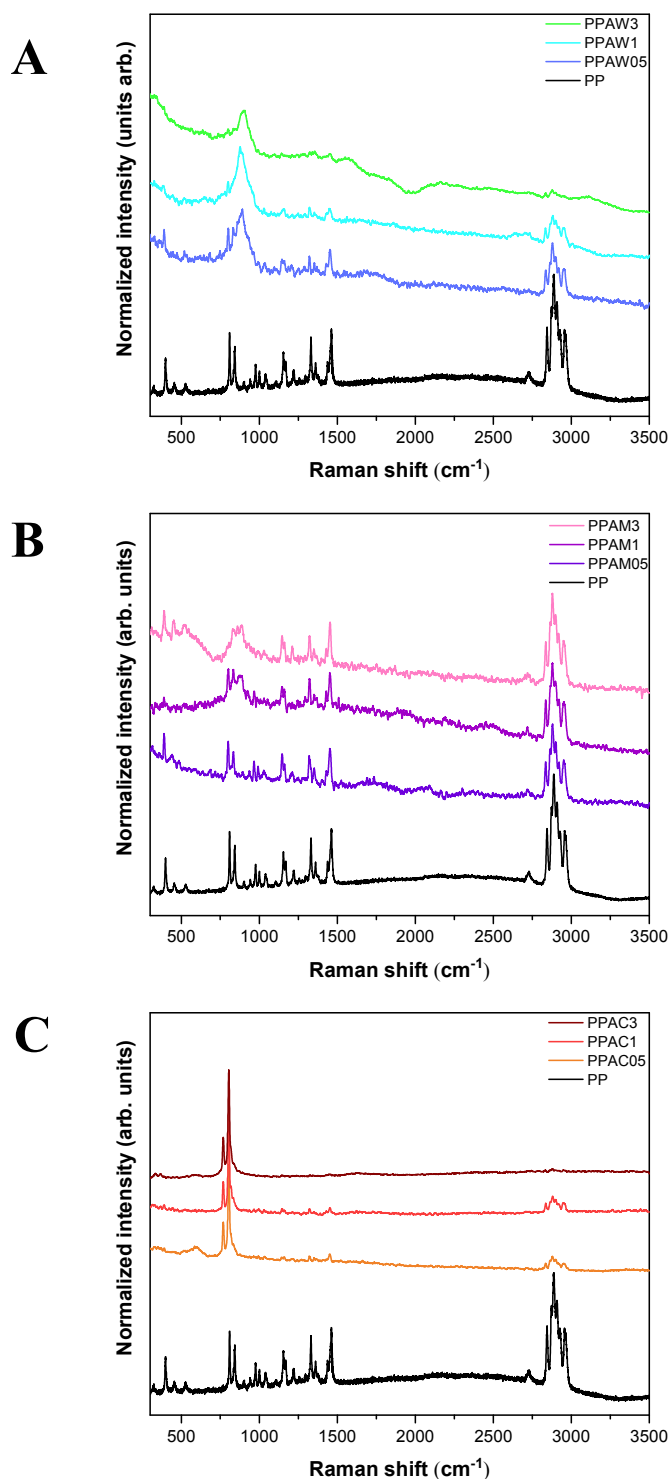 A
PPAW3
PPAW1
PPAW05
PP
Normalized intensity (units arb.)
500 1000 1500 2000 2500 3000 3500
Raman shift (cm⁻¹)
B
PPAM3
PPAM1
PPAM05
PP
Normalized intensity (arb. units)
500 1000 1500 2000 2500 3000 3500
Raman shift (cm⁻¹)
C
PPAC3
PPAC1
PPAC05
PP
Normalized intensity (arb. units)
500 1000 1500 2000 2500 3000 3500
Raman shift (cm⁻¹)